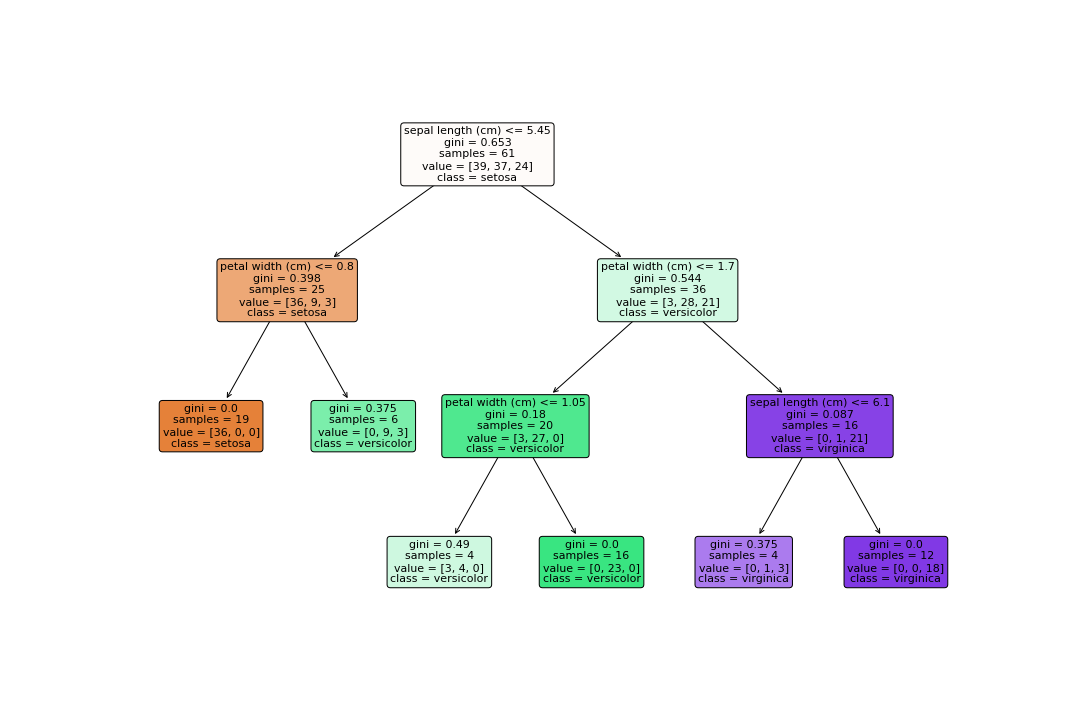 sepal length (cm) <= 5.45
gini = 0.653
samples = 61
value = [39, 37, 24]
class = setosa
petal width (cm) <= 0.8
gini = 0.398
samples = 25
value = [36, 9, 3]
class = setosa
petal width (cm) <= 1.7
gini = 0.544
samples = 36
value = [3, 28, 21]
class = versicolor
gini = 0.0
samples = 19
value = [36, 0, 0]
class = setosa
gini = 0.375
samples = 6
value = [0, 9, 3]
class = versicolor
petal width (cm) <= 1.05
gini = 0.18
samples = 20
value = [3, 27, 0]
class = versicolor
sepal length (cm) <= 6.1
gini = 0.087
samples = 16
value = [0, 1, 21]
class = virginica
gini = 0.49
samples = 4
value = [3, 4, 0]
class = versicolor
gini = 0.0
samples = 16
value = [0, 23, 0]
class = versicolor
gini = 0.375
samples = 4
value = [0, 1, 3]
class = virginica
gini = 0.0
samples = 12
value = [0, 0, 18]
class = virginica